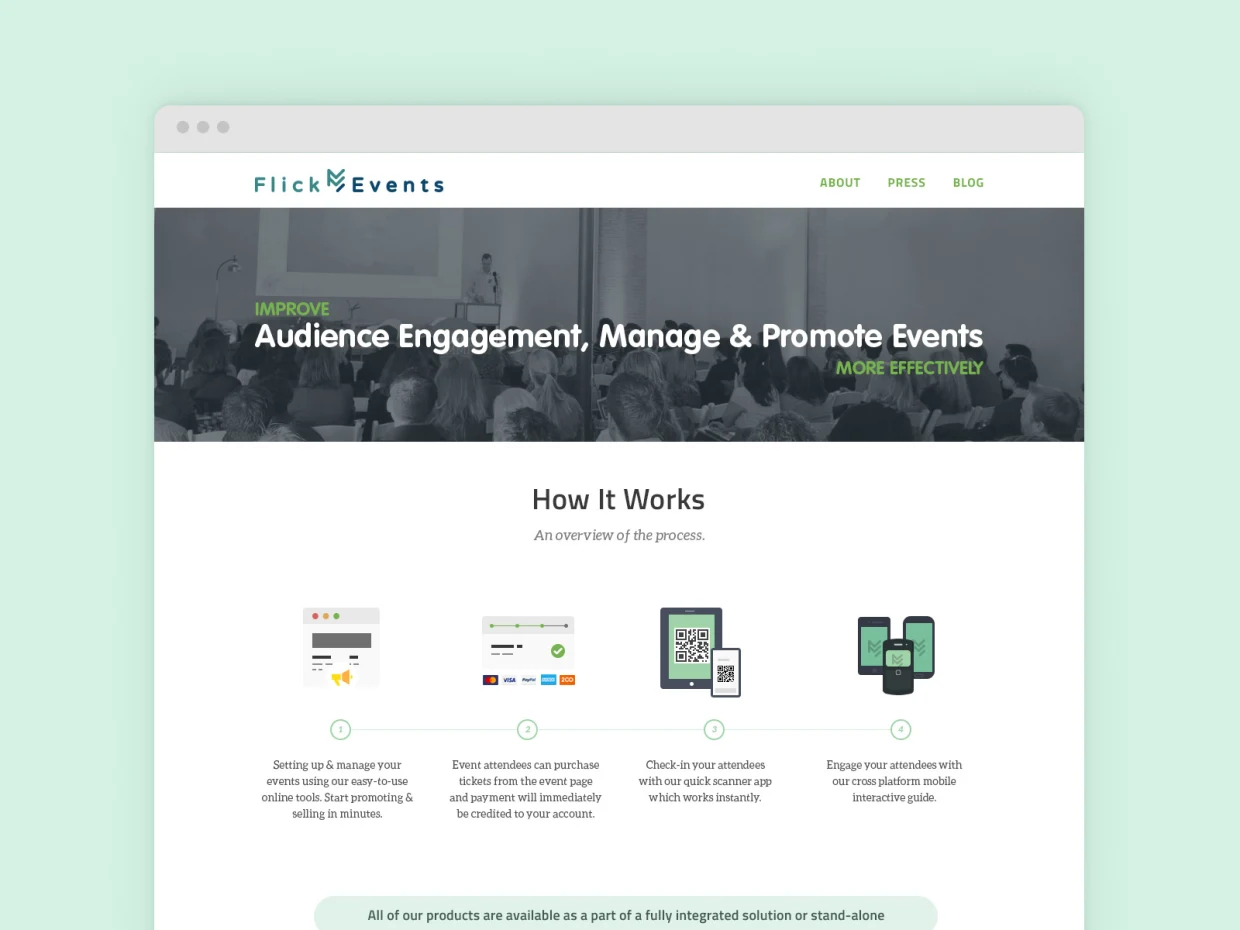 Flick Events
ABOUT PRESS BLOG
IMPROVE
Audience Engagement, Manage & Promote Events
MORE EFFECTIVELY
How It Works
An overview of the process.
VISA PayPal 2CO
1
2
3
4
Setting up & manage your
events using our easy-to-use
online tools. Start promoting &
selling in minutes.
Event attendees can purchase
tickets from the event page
and payment will immediately
be credited to your account.
Check-in your attendees
with our quick scanner app
which works instantly.
Engage your attendees with
our cross platform mobile
interactive guide.
All of our products are available as a part of a fully integrated solution or stand-alone